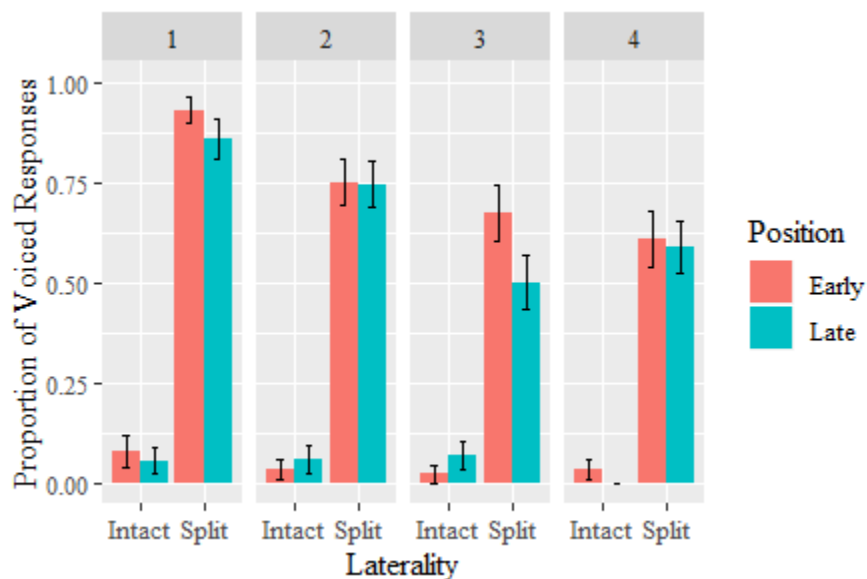 1 2 3 4
Proportion of Voiced Responses
1.00
0.75
0.50
0.25
0.00
Intact Split Intact Split Intact Split Intact Split
Laterality
Position
Early
Late